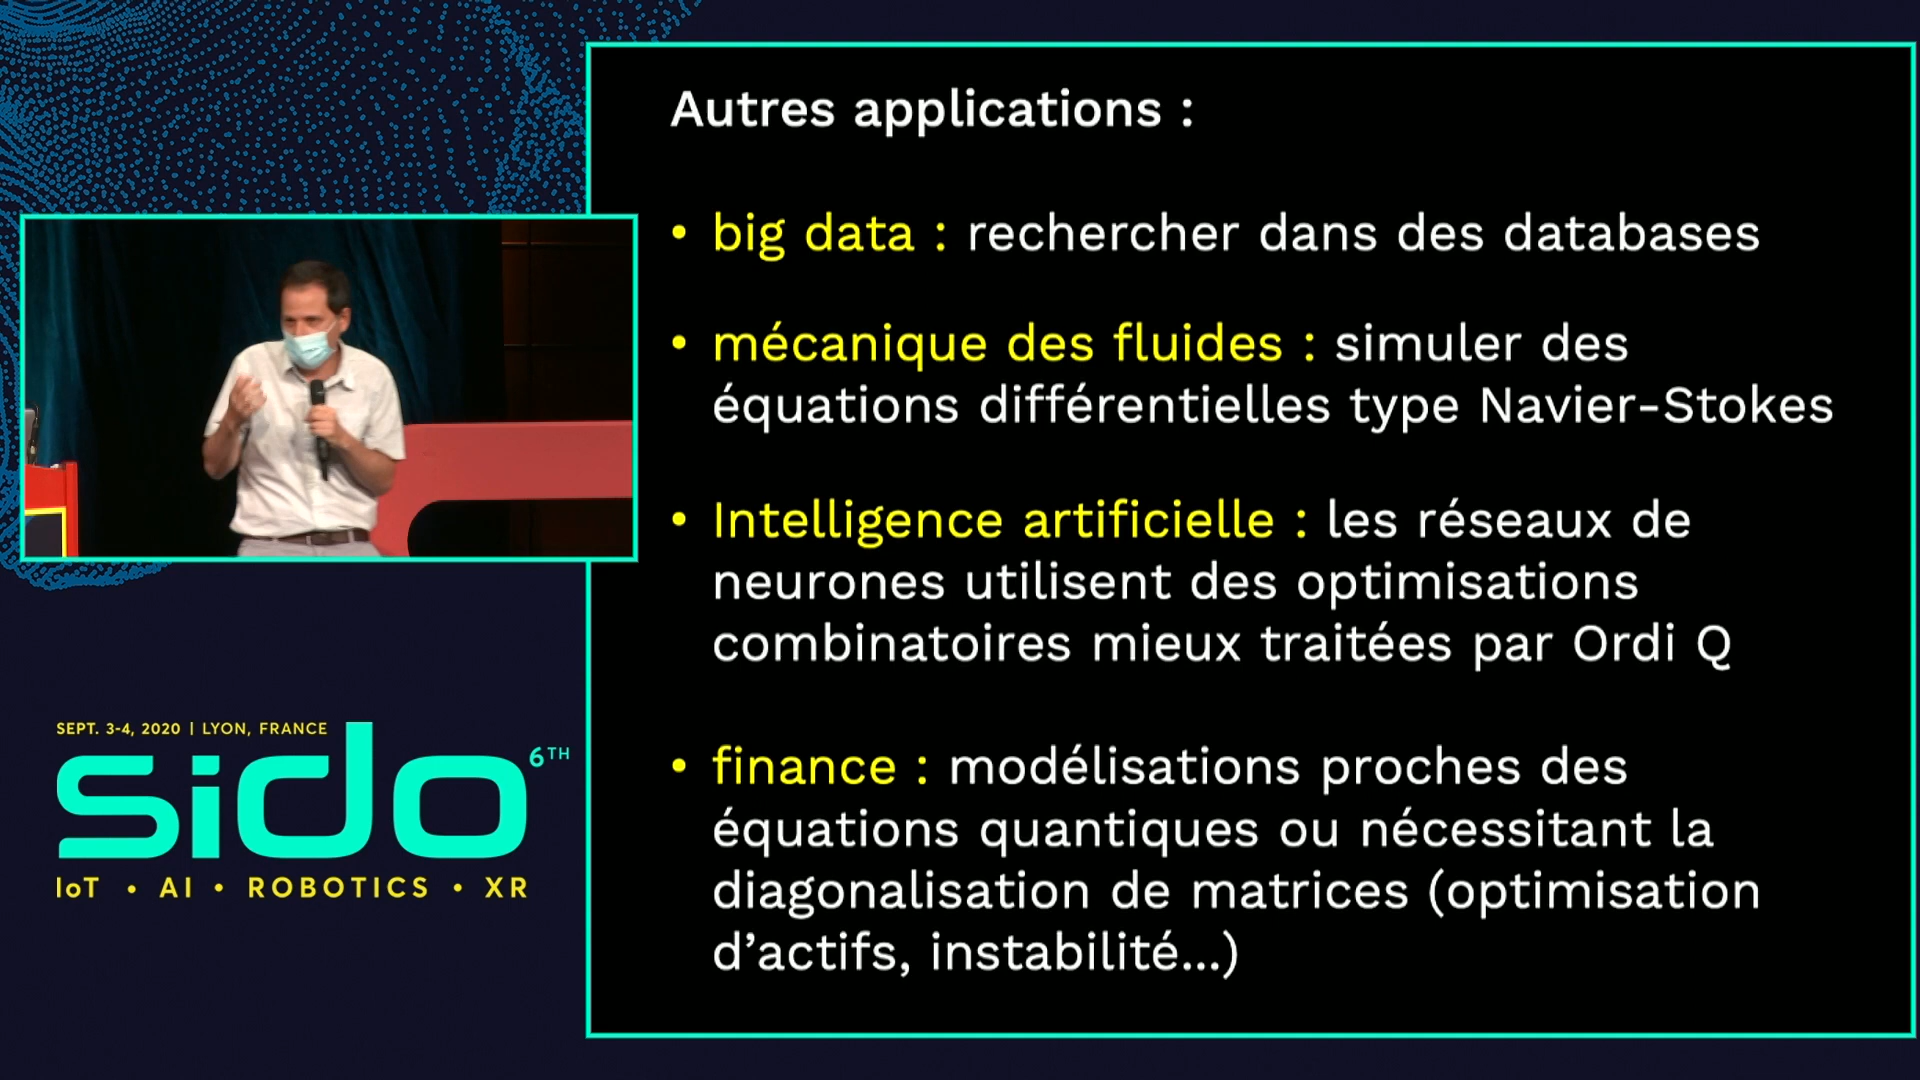 Autres applications :
• big data : rechercher dans des databases
• mécanique des fluides : simuler des
équations différentielles type Navier-Stokes
• Intelligence artificielle : les réseaux de
neurones utilisent des optimisations
combinatoires mieux traitées par Ordi Q
• finance : modélisations proches des
équations quantiques ou nécessitant la
diagonalisation de matrices (optimisation
d’actifs, instabilité...)
SEPT. 3-4, 2020 | LYON, FRANCE
sido 6TH
IoT • AI • ROBOTICS • XR